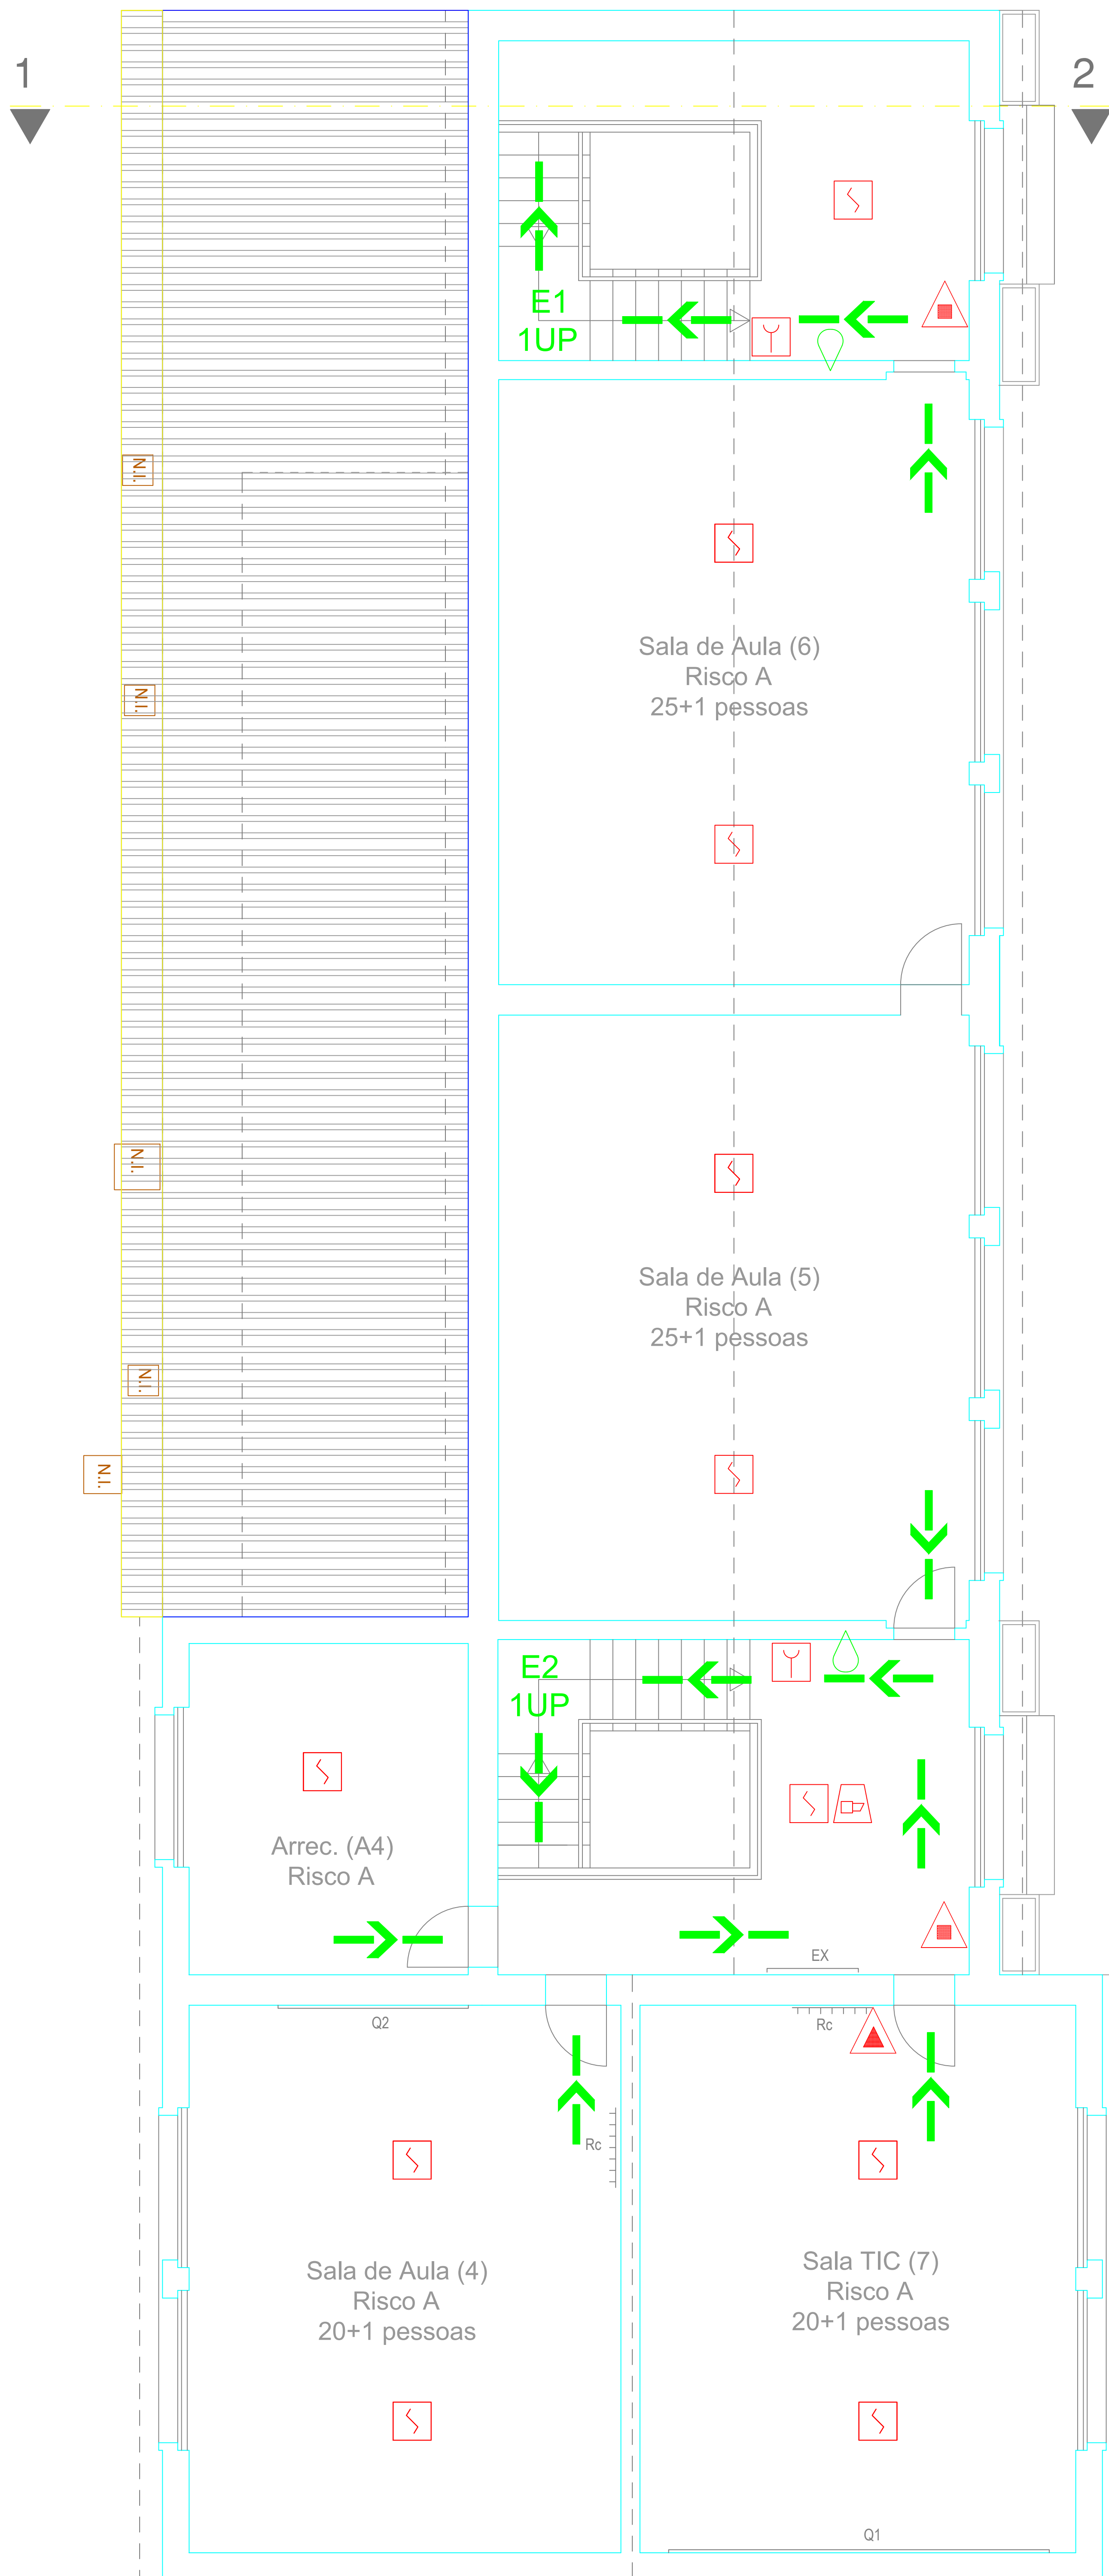 1
2
E1
1UP
N.I.
Sala de Aula (6)
Risco A
25+1 pessoas
N.I.
N.I.
Sala de Aula (5)
Risco A
25+1 pessoas
N.I.
N.I.
E2
1UP
Arrec. (A4)
Risco A
EX
Q2
Rc
Rc
Sala de Aula (4)
Risco A
20+1 pessoas
Sala TIC (7)
Risco A
20+1 pessoas
Q1